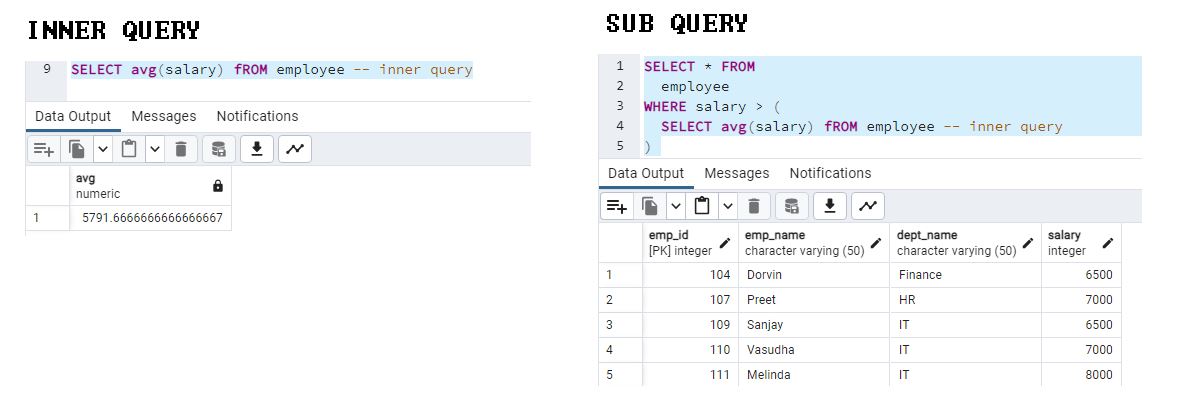 INNER QUERY
9 SELECT avg(salary) fROM employee -- inner query
Data Output Messages Notifications
avg
numeric
1 5791.6666666666666667
SUB QUERY
1 SELECT * FROM
2 employee
3 WHERE salary > (
4 SELECT avg(salary) fROM employee -- inner query
5 )
Data Output Messages Notifications
emp_id emp_name dept_name salary
[PK] integer character varying (50) character varying (50) integer
1 104 Dorvin Finance 6500
2 107 Preet HR 7000
3 109 Sanjay IT 6500
4 110 Vasudha IT 7000
5 111 Melinda IT 8000